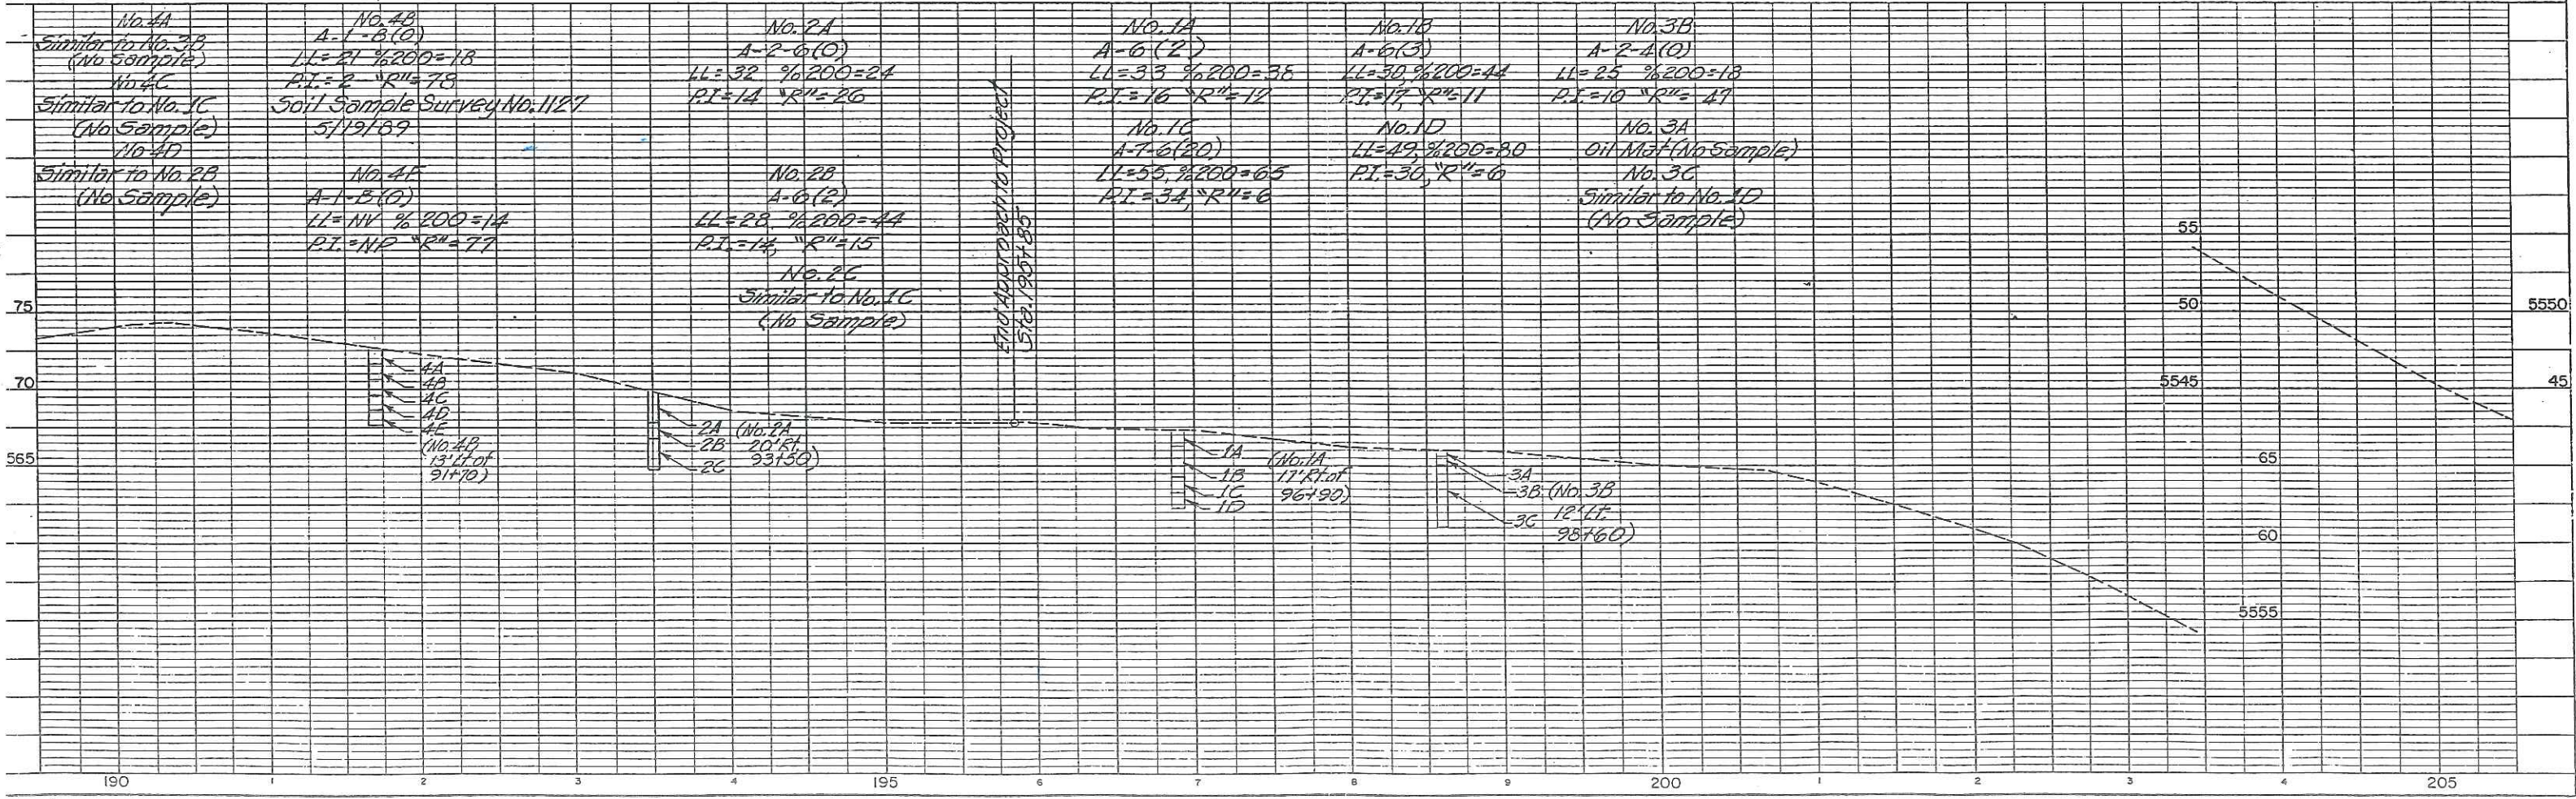 No. 4A
Similar to No. 3B
(No Sample)
No 4C
Similar to No. 1C
(No Sample)
No 4D
Similar to No. 2B
(No Sample)
No. 4B
A-1-B(0)
LL=21 %200=18
P.I.=2 "R"=78
Soil Sample Survey No. 1127
5/19/89
A-1-B(0)
LL=NV % 200=14
P.I.=NP "R"=77
No. 2A
A-2-6(0)
LL=32 %200=24
P.I=14 "R"=26
No. 2B
A-6(2)
LL=28, %200=44
P.I.=14, "R"=15
No. 2C
Similar to No. 1C
(No Sample)
End Approach to Project
Sta. 195+85
No. 1A
A-6(2)
LL=33 %200=38
P.I.=16 "R"=12
No. 1C
A-7-6(20)
LL=55, %200=65
P.I.=34, "R"=6
No. 1B
A-6(3)
LL=30, %200=44
P.I.=17, "R"=11
No. 1D
LL=49, %200=80
P.I.=30, "R"=6
No. 3B
A-2-4(0)
LL=25 %200=18
P.I.=10 "R"=47
No. 3A
Oil Mat (No Sample)
No. 3C
Similar to No. 1D
(No Sample)
55
75
50
5550
4A
70
4B
5545
45
4C
4D
4E
(No. 4B
13' Lt of
91+70)
2A (No. 2A
2B 20' Rt
2C 93+50)
565
1A (No. 1A
1B 17' Rt of
1C 96+90)
1D
3A
3B (No. 3B
3C 12' Lt.
98+60)
65
60
5555
190 1 2 3 4 195 6 7 8 9 200 1 2 3 4 205